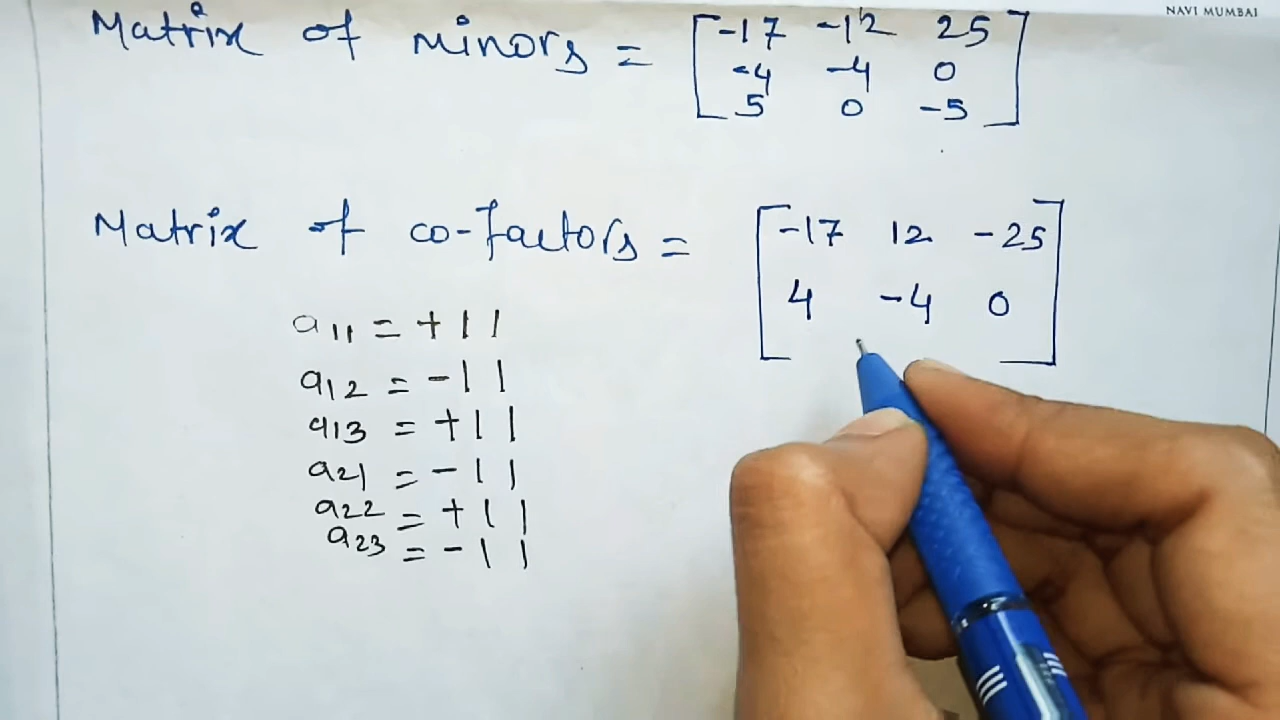 NAVI MUMBAI
Matrix of minors = [-17 -12 25
-4 -4 0
5 0 -5]
Matrix of co-factors = [-17 12 -25
4 -4 0]
a11 = + | |
a12 = - | |
a13 = + | |
a21 = - | |
a22 = + | |
a23 = - | |